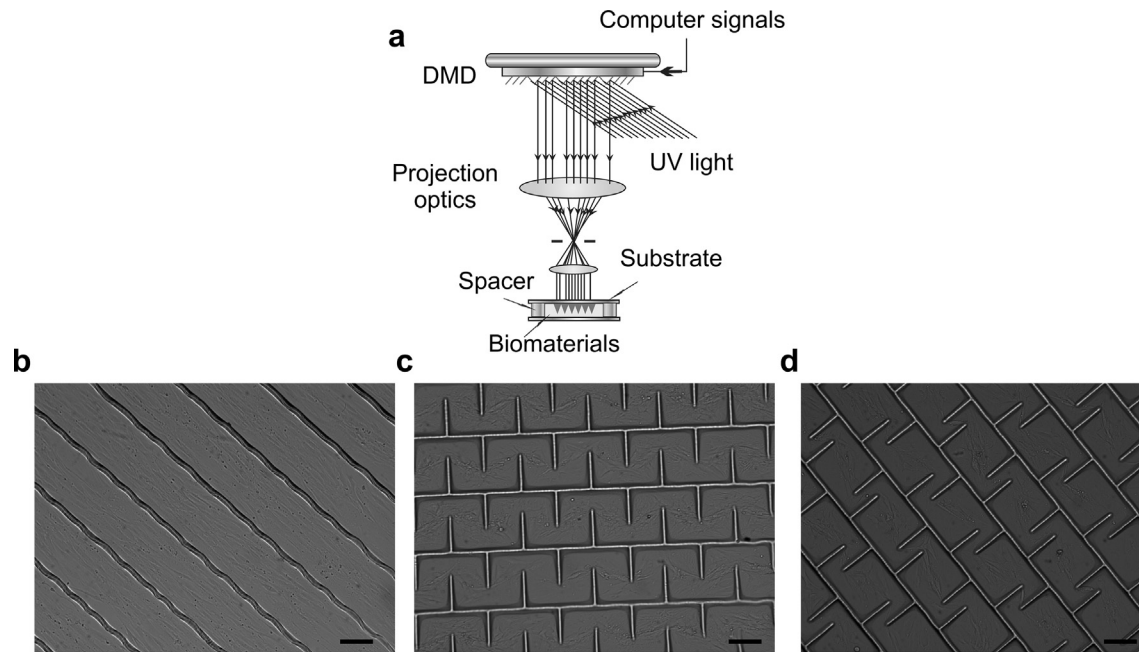 a
Computer signals
DMD
UV light
Projection
optics
Substrate
Spacer
Biomaterials
b
c
d